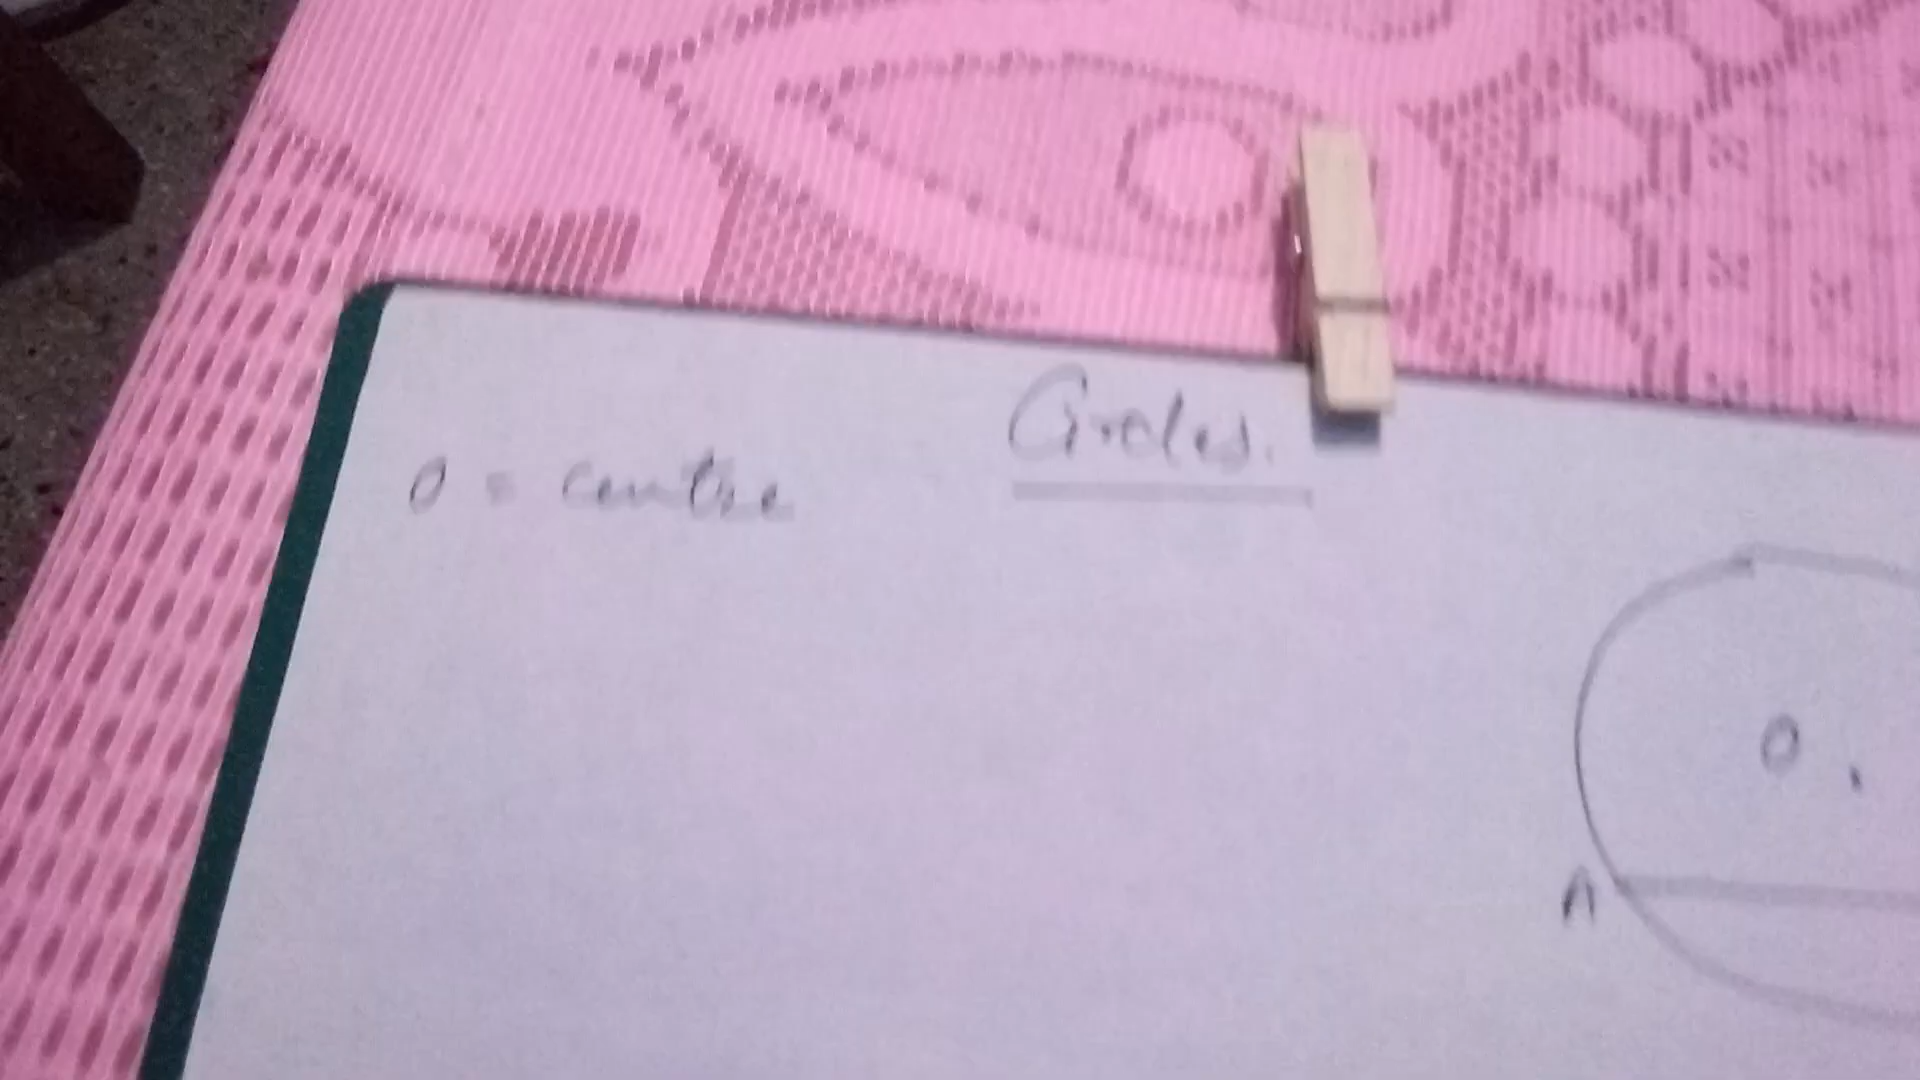 Circles.
O = centre
O
A